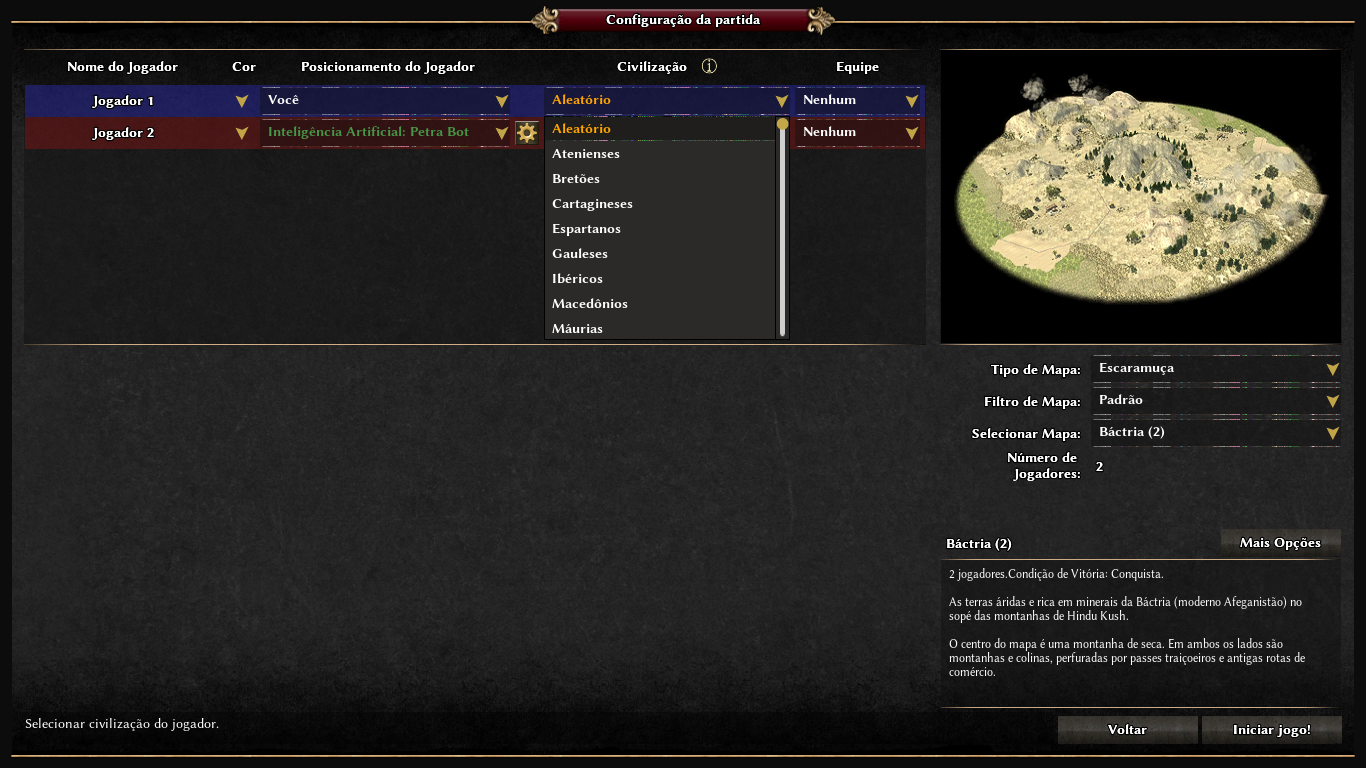 Configuração da partida
Nome do Jogador Cor Posicionamento do Jogador Civilização Equipe
Jogador 1 Você Aleatório Nenhum
Jogador 2 Inteligência Artificial: Petra Bot Nenhum
Aleatório
Atenienses
Bretões
Cartagineses
Espartanos
Gauleses
Ibéricos
Macedônios
Máurias
Tipo de Mapa: Escaramuça
Filtro de Mapa: Padrão
Selecionar Mapa: Báctria (2)
Número de
Jogadores: 2
Báctria (2) Mais Opções
2 jogadores.Condição de Vitória: Conquista.
As terras áridas e rica em minerais da Báctria (moderno Afeganistão) no
sopé das montanhas de Hindu Kush.
O centro do mapa é uma montanha de seca. Em ambos os lados são
montanhas e colinas, perfuradas por passes traiçoeiros e antigas rotas de
comércio.
Selecionar civilização do jogador.
Voltar Iniciar jogo!